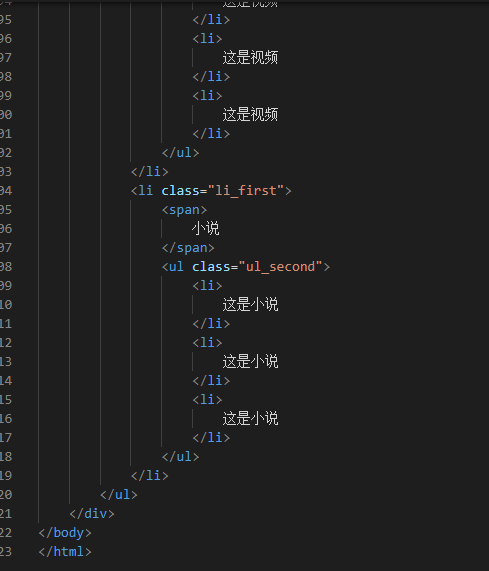 这是视频
95 </li>
96 <li>
97 这是视频
98 </li>
99 <li>
00 这是视频
01 </li>
02 </ul>
03 </li>
04 <li class="li_first">
05 <span>
06 小说
07 </span>
08 <ul class="ul_second">
09 <li>
10 这是小说
11 </li>
12 <li>
13 这是小说
14 </li>
15 <li>
16 这是小说
17 </li>
18 </ul>
19 </li>
20 </ul>
21 </div>
22 </body>
23 </html>